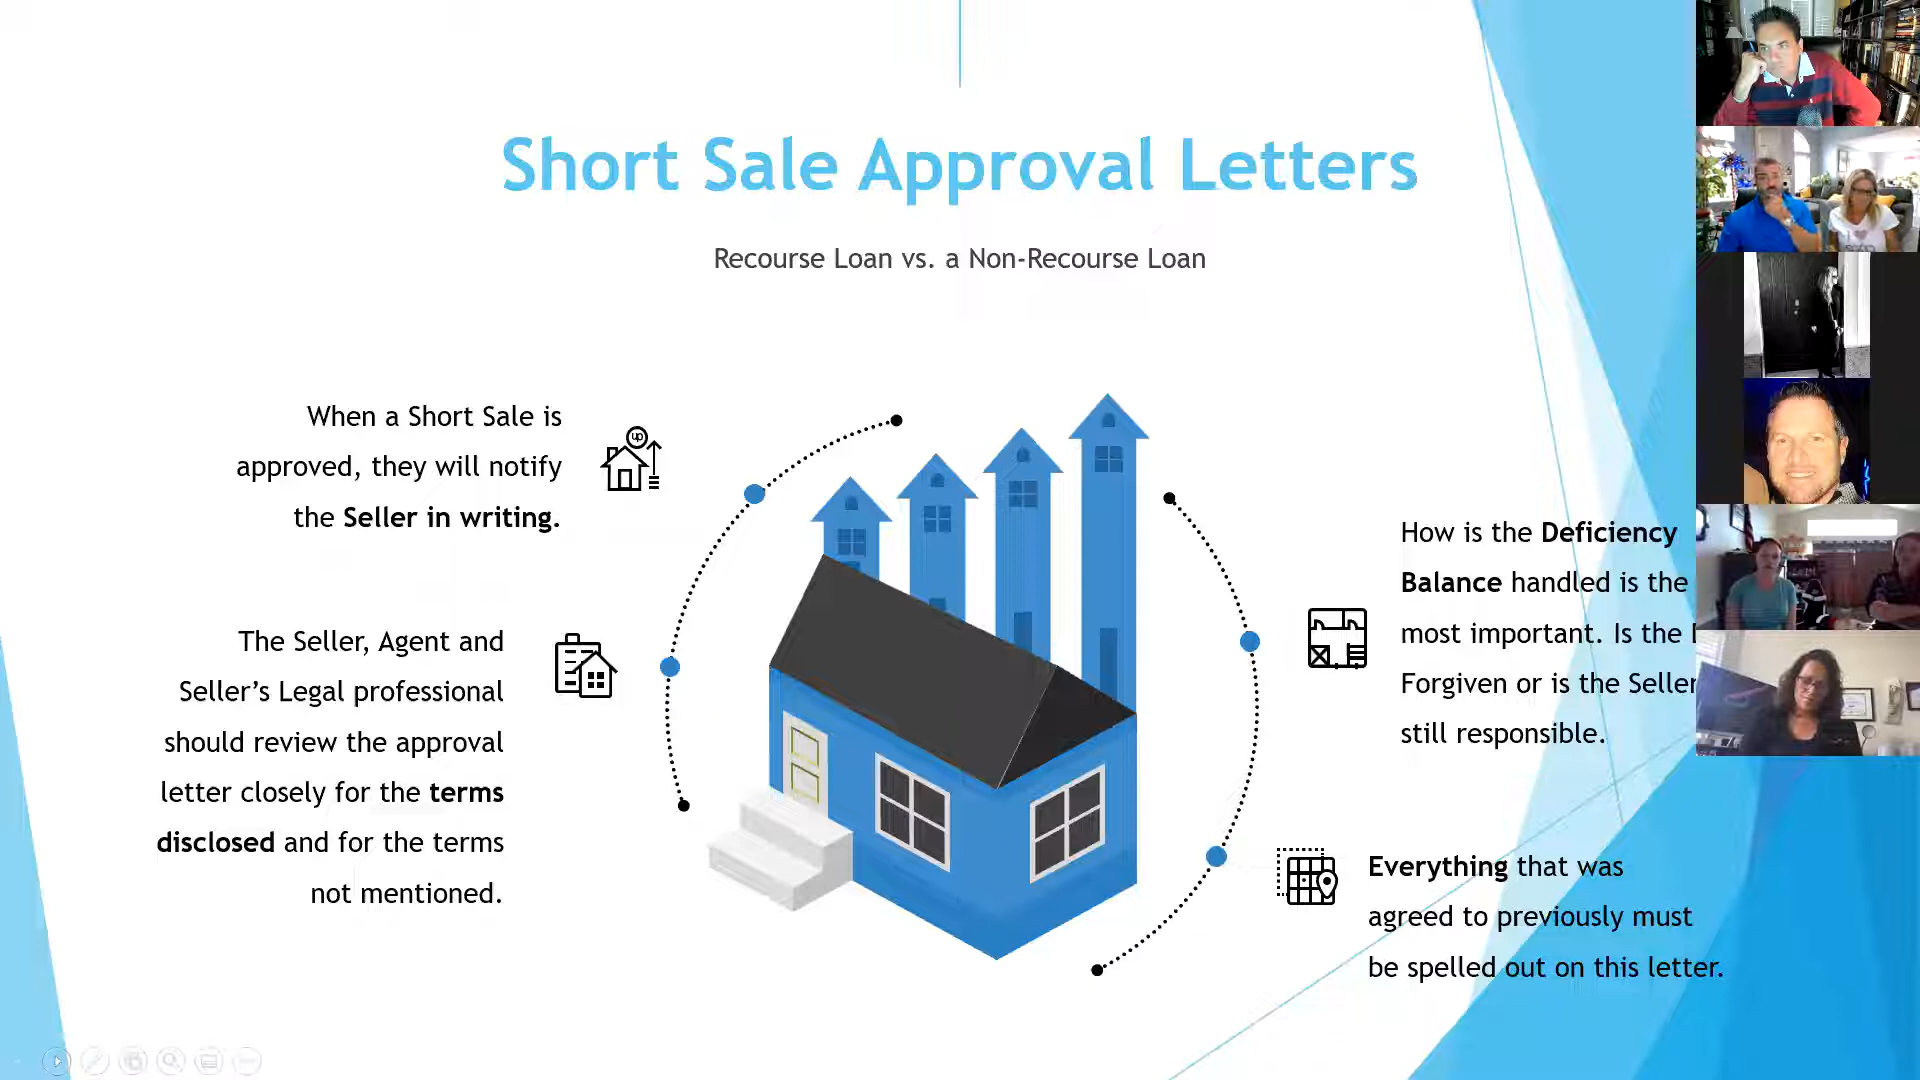 Short Sale Approval Letters
Recourse Loan vs. a Non-Recourse Loan
When a Short Sale is
approved, they will notify
the Seller in writing.
up
The Seller, Agent and
Seller’s Legal professional
should review the approval
letter closely for the terms
disclosed and for the terms
not mentioned.
How is the Deficiency
Balance handled is the
most important. Is the
Forgiven or is the Seller
still responsible.
Everything that was
agreed to previously must
be spelled out on this letter.